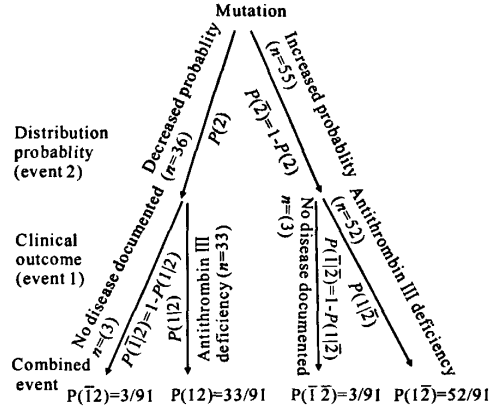 Mutation
Decreased probability
(n=36)
P(2)
Increased probablity
(n=55)
P(2̅)=1-P(2)
Distribution
probablity
(event 2)
No disease documented
n=(3)
P(1̅|2)=1-P(1|2)
P(1|2)
Antithrombin III
deficiency (n=33)
No disease documented
n=(3)
P(1̅|2̅)=1-P(1|2̅)
P(1|2̅)
(n=52)
Antithrombin III deficiency
Clinical
outcome
(event 1)
Combined
event
P(1̅2)=3/91 P(12)=33/91 P(1̅ 2̅)=3/91 P(12̅)=52/91